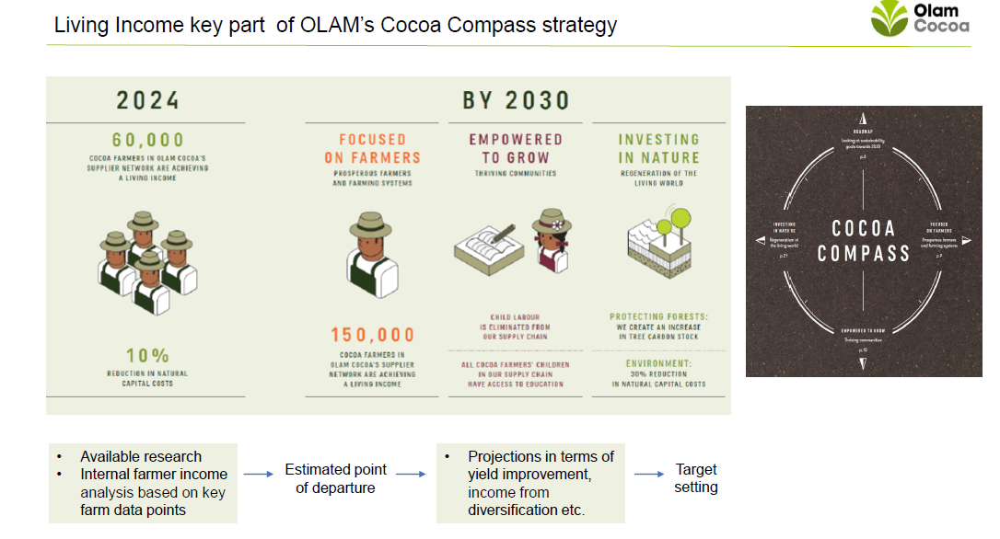 Living Income key part of OLAM's Cocoa Compass strategy
Olam
Cocoa
2024
60,000
COCOA FARMERS IN OLAM COCOA'S
SUPPLIER NETWORK ARE ACHIEVING
A LIVING INCOME
10%
REDUCTION IN NATURAL
CAPITAL COSTS
BY 2030
FOCUSED
ON FARMERS
PROSPEROUS FARMERS
AND FARMING SYSTEMS
150,000
COCOA FARMERS IN
OLAM COCOA'S SUPPLIER
NETWORK ARE ACHIEVING
A LIVING INCOME
EMPOWERED
TO GROW
THRIVING COMMUNITIES
CHILD LABOUR
IS ELIMINATED FROM
OUR SUPPLY CHAIN
ALL COCOA FARMERS' CHILDREN
IN OUR SUPPLY CHAIN
HAVE ACCESS TO EDUCATION
INVESTING
IN NATURE
REGENERATION OF THE
LIVING WORLD
PROTECTING FORESTS:
WE CREATE AN INCREASE
IN TREE CARBON STOCK
ENVIRONMENT:
30% REDUCTION
IN NATURAL CAPITAL COSTS
ROADMAP
Looking at sustainability
goals towards 2030
p.6
INVESTING
IN NATURE
Regeneration of
the living world
p.21
COCOA
COMPASS
FOCUSED
ON FARMERS
Prosperous farmers
and farming systems
EMPOWERED TO GROW
Thriving communities
p.15
• Available research
• Internal farmer income
analysis based on key
farm data points
Estimated point
of departure
• Projections in terms of
yield improvement,
income from
diversification etc.
Target
setting